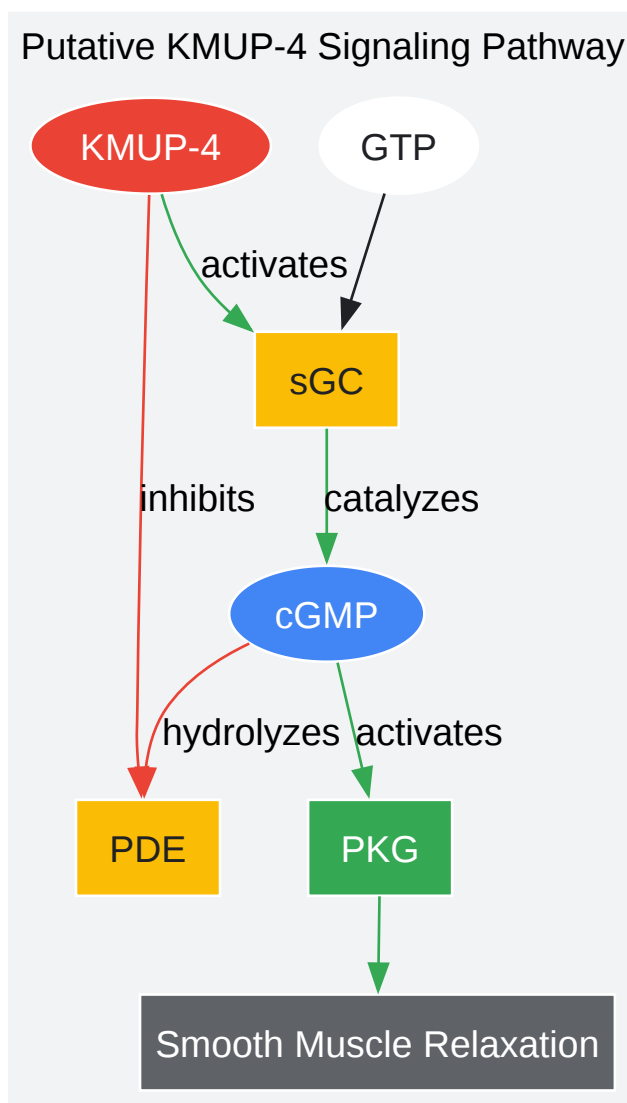 Putative KMUP-4 Signaling Pathway
KMUP-4
GTP
activates
sGC
inhibits
catalyzes
cGMP
hydrolyzes
activates
PDE
PKG
Smooth Muscle Relaxation